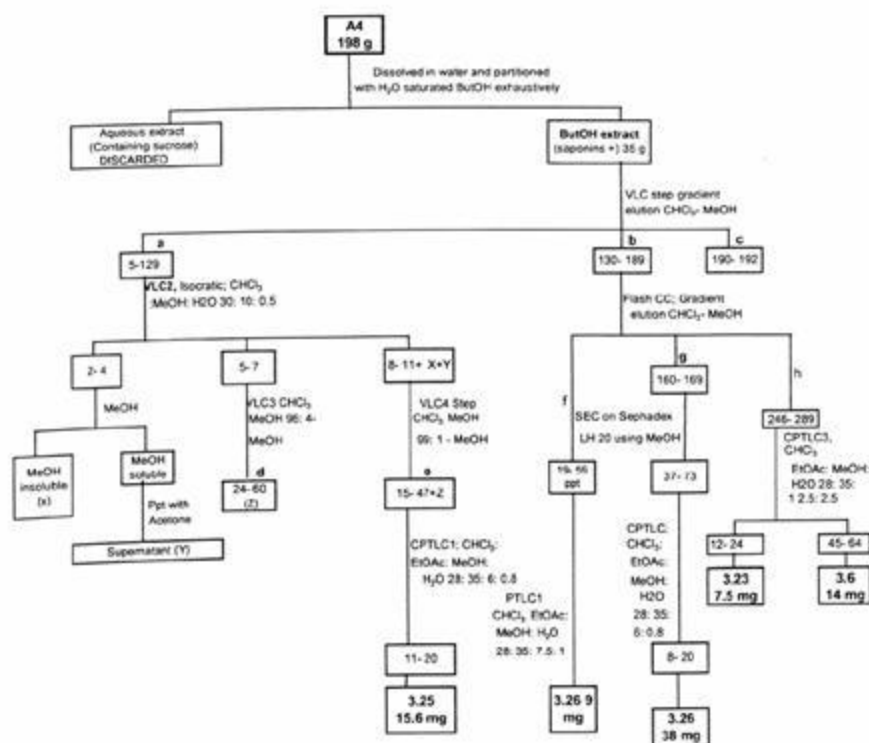 A4
198 g
Dissolved in water and partitioned
with H₂O saturated ButOH exhaustively
Aqueous extract
(Containing sucrose)
DISCARDED
ButOH extract
(saponins +) 35 g
VLC step gradient
elution CHCl₃- MeOH
a
b
c
5-129
130- 189
190- 192
VLC2, Isocratic; CHCl₃
:MeOH: H2O 30: 10: 0.5
Flash CC; Gradient
elution CHCl₃- MeOH
2- 4
5- 7
8- 11+ X+Y
f
g
h
160- 169
246- 289
MeOH
VLC3 CHCl₃
MeOH 96: 4-
MeOH
VLC4 Step
CHCl₃ MeOH
99: 1 - MeOH
SEC on Sephadex
LH 20 using MeOH
CPTLC3,
CHCl₃
EtOAc: MeOH:
H2O 28: 35:
1 2.5: 2.5
MeOH
insoluble
(x)
MeOH
soluble
d
24- 60
(Z)
e
15- 47+Z
19- 56
ppt
37- 73
Ppt with
Acetone
Supernatant (Y)
CPTLC1; CHCl₃:
EtOAc: MeOH:
H₂O 28: 35: 6: 0.8
CPTLC:
CHCl₃:
EtOAc:
MeOH:
H2O
28: 35:
6: 0.8
12- 24
45- 64
3.23
7.5 mg
3.6
14 mg
PTLC1
CHCl₃ EtOAc:
MeOH: H₂O
28: 35: 7.5: 1
11- 20
8- 20
3.25
15.6 mg
3.26 9
mg
3.26
38 mg